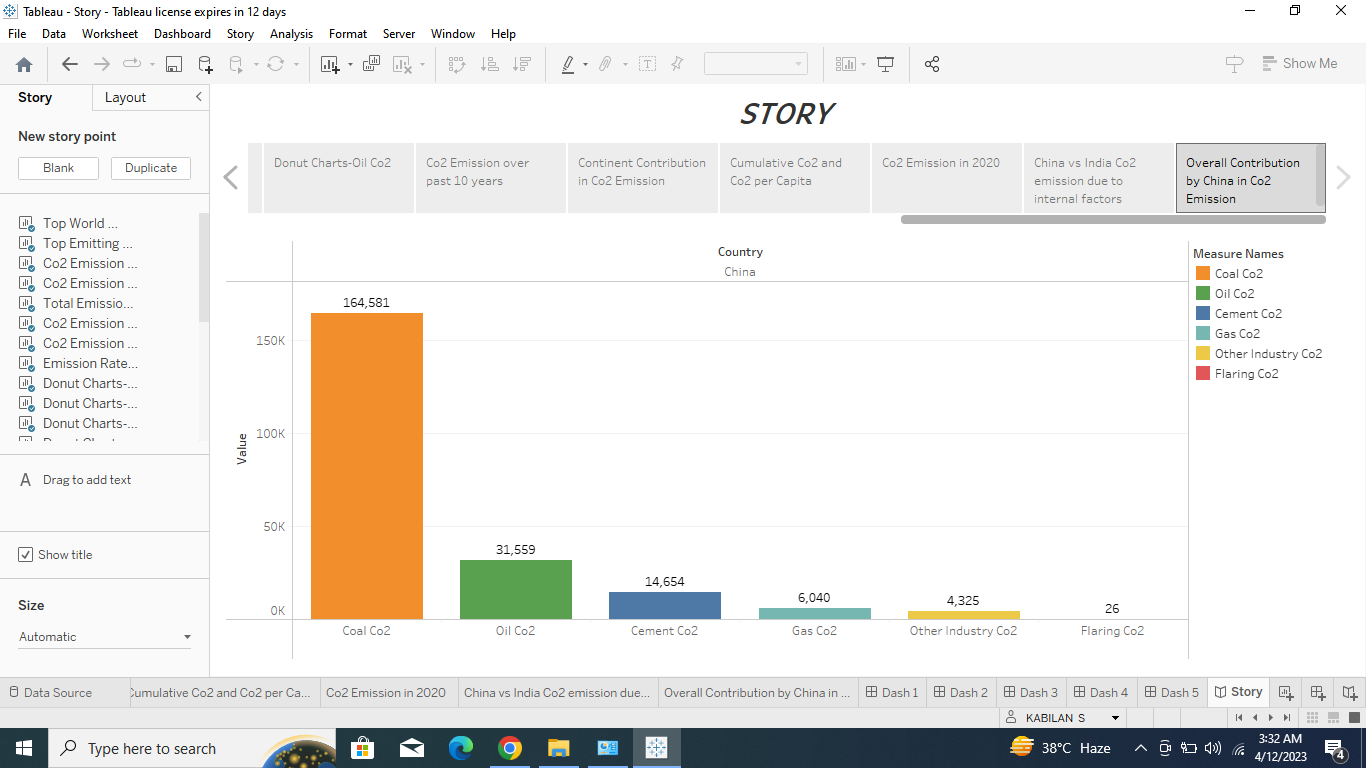 Tableau - Story - Tableau license expires in 12 days
File Data Worksheet Dashboard Story Analysis Format Server Window Help
Show Me
Story Layout
New story point
Blank Duplicate
Top World ...
Top Emitting ...
Co2 Emission ...
Co2 Emission ...
Total Emissio...
Co2 Emission ...
Co2 Emission ...
Emission Rate...
Donut Charts-...
Donut Charts-...
Donut Charts-...
A Drag to add text
Show title
Size
Automatic
STORY
Donut Charts-Oil Co2
Co2 Emission over
past 10 years
Continent Contribution
in Co2 Emission
Cumulative Co2 and
Co2 per Capita
Co2 Emission in 2020
China vs India Co2
emission due to
internal factors
Overall Contribution
by China in Co2
Emission
Country
China
Value
150K
100K
50K
0K
164,581
31,559
14,654
6,040
4,325
26
Coal Co2 Oil Co2 Cement Co2 Gas Co2 Other Industry Co2 Flaring Co2
Measure Names
Coal Co2
Oil Co2
Cement Co2
Gas Co2
Other Industry Co2
Flaring Co2
Data Source Cumulative Co2 and Co2 per Ca... Co2 Emission in 2020 China vs India Co2 emission due... Overall Contribution by China in ... Dash 1 Dash 2 Dash 3 Dash 4 Dash 5 Story
KABILAN S
Type here to search
38°C Haze
3:32 AM
4/12/2023
4